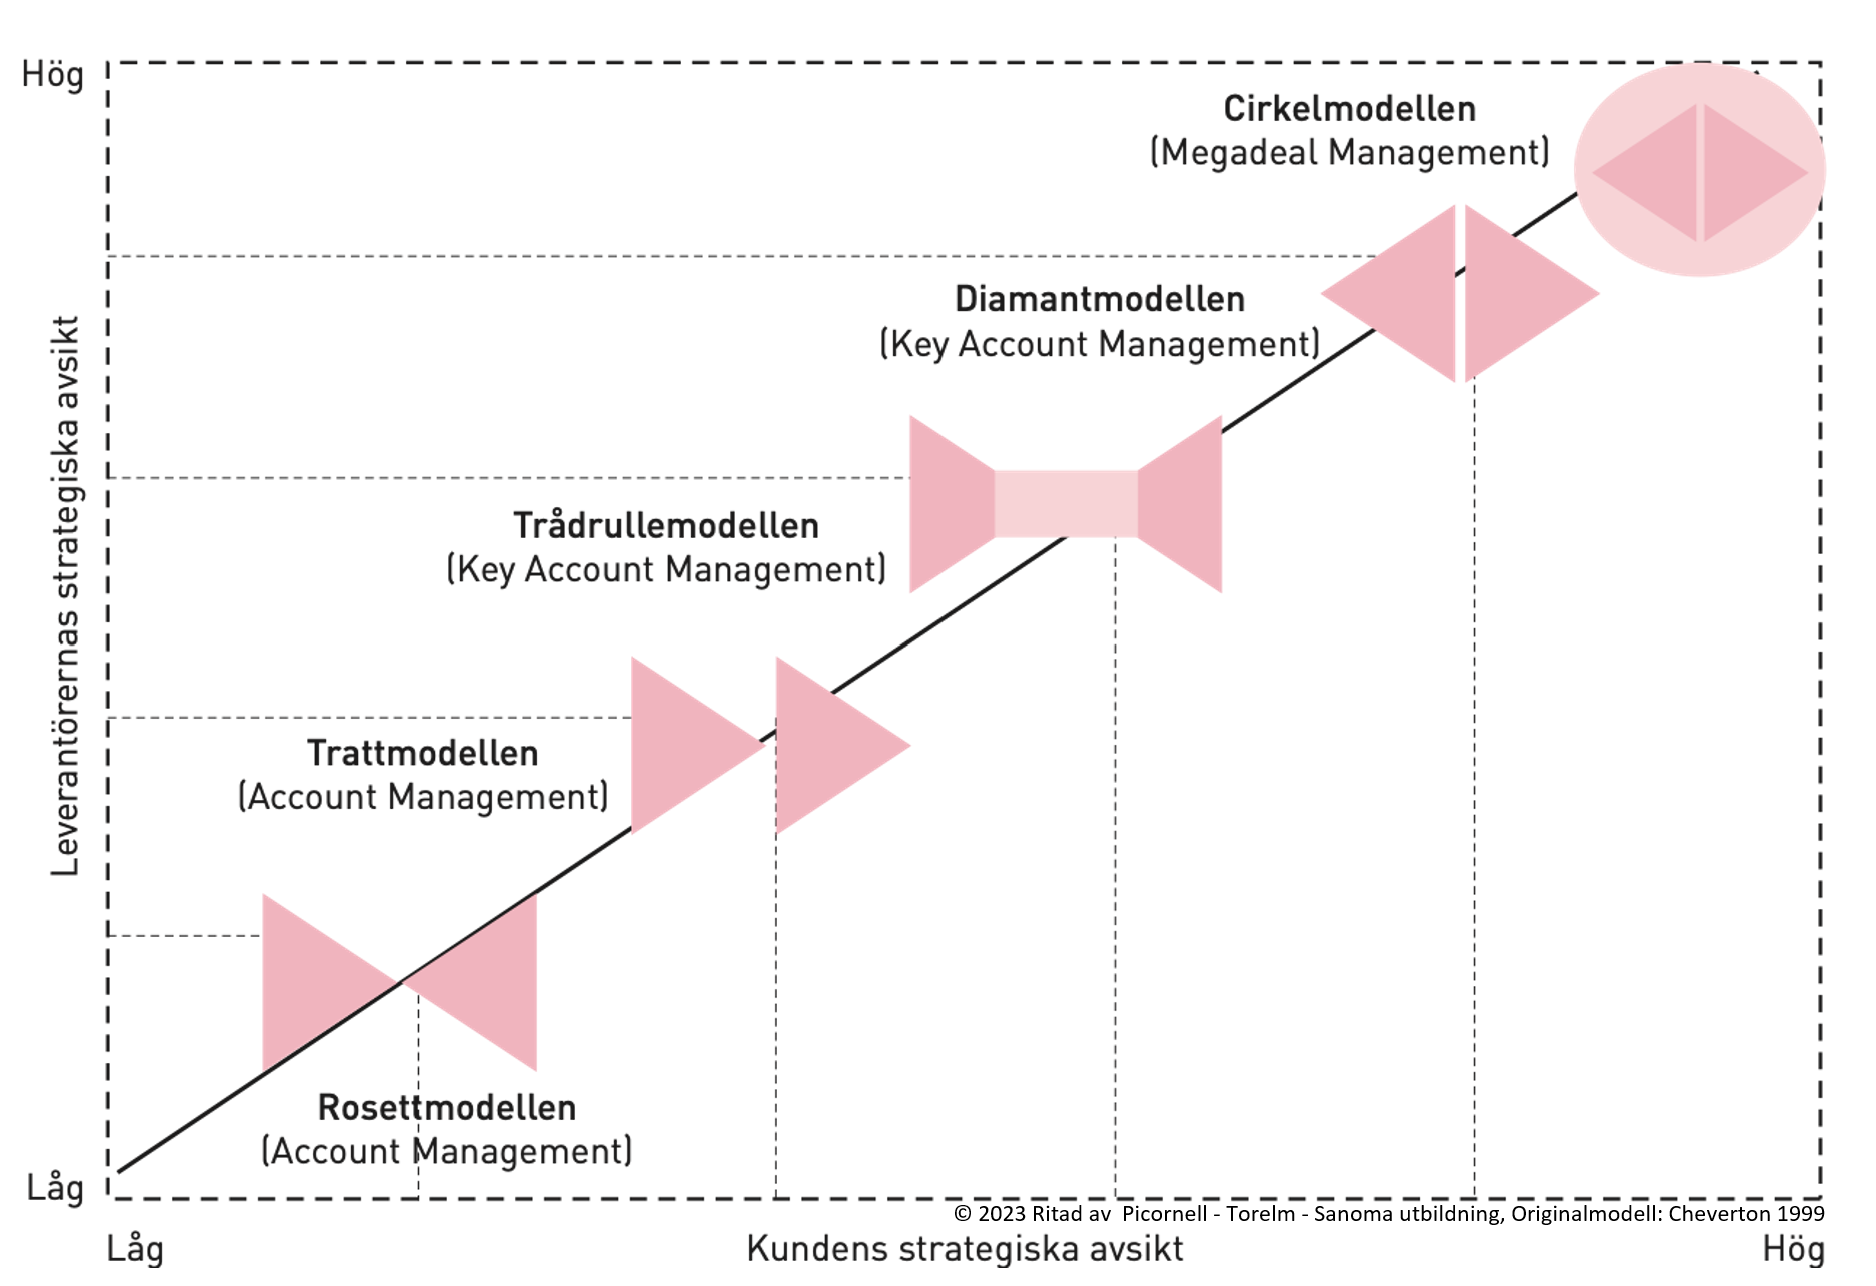 Hög
Cirkelmodellen
(Megadeal Management)
Diamantmodellen
(Key Account Management)
Leverantörernas strategiska avsikt
Trådrullemodellen
(Key Account Management)
Trattmodellen
(Account Management)
Rosettmodellen
(Account Management)
Låg
© 2023 Ritad av Picornell - Torelm - Sanoma utbildning, Originalmodell: Cheverton 1999
Låg
Kundens strategiska avsikt
Hög